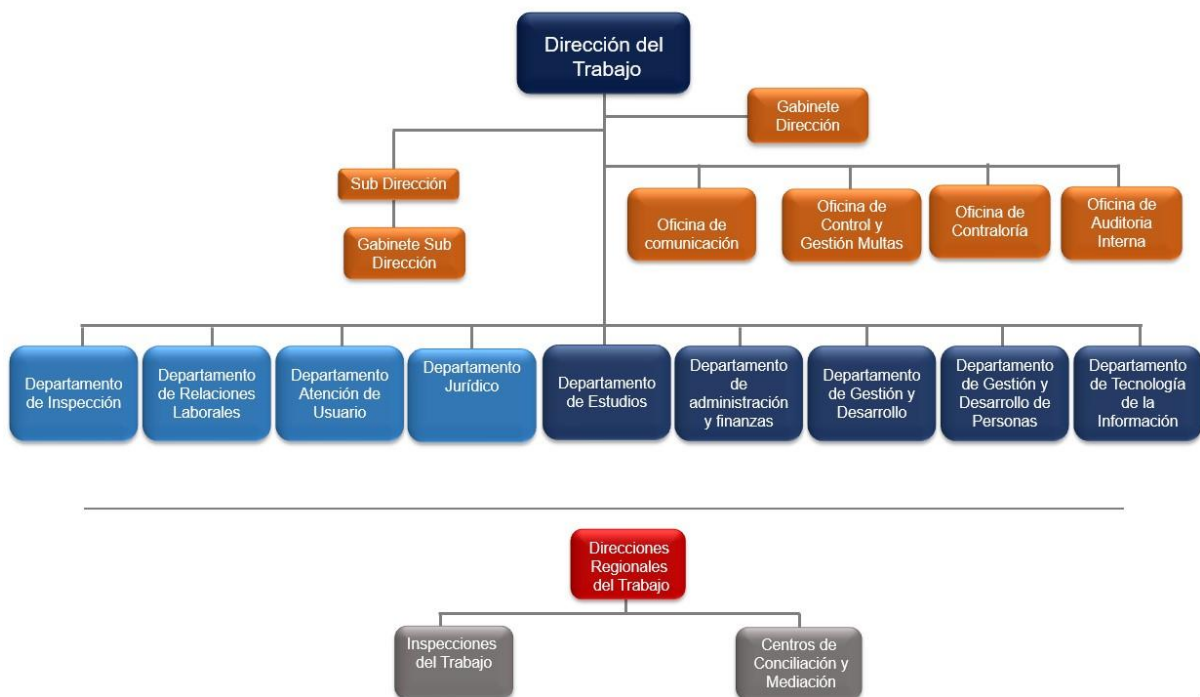 Dirección del
Trabajo
Gabinete
Dirección
Sub Dirección
Gabinete Sub
Dirección
Oficina de
comunicación
Oficina de
Control y
Gestión Multas
Oficina de
Contraloría
Oficina de
Auditoria
Interna
Departamento
de Inspección
Departamento
de Relaciones
Laborales
Departamento
Atención de
Usuario
Departamento
Jurídico
Departamento
de Estudios
Departamento
de
administración
y finanzas
Departamento
de Gestión y
Desarrollo
Departamento
de Gestión y
Desarrollo de
Personas
Departamento
de Tecnología
de la
Información
Direcciones
Regionales
del Trabajo
Inspecciones
del Trabajo
Centros de
Conciliación y
Mediación